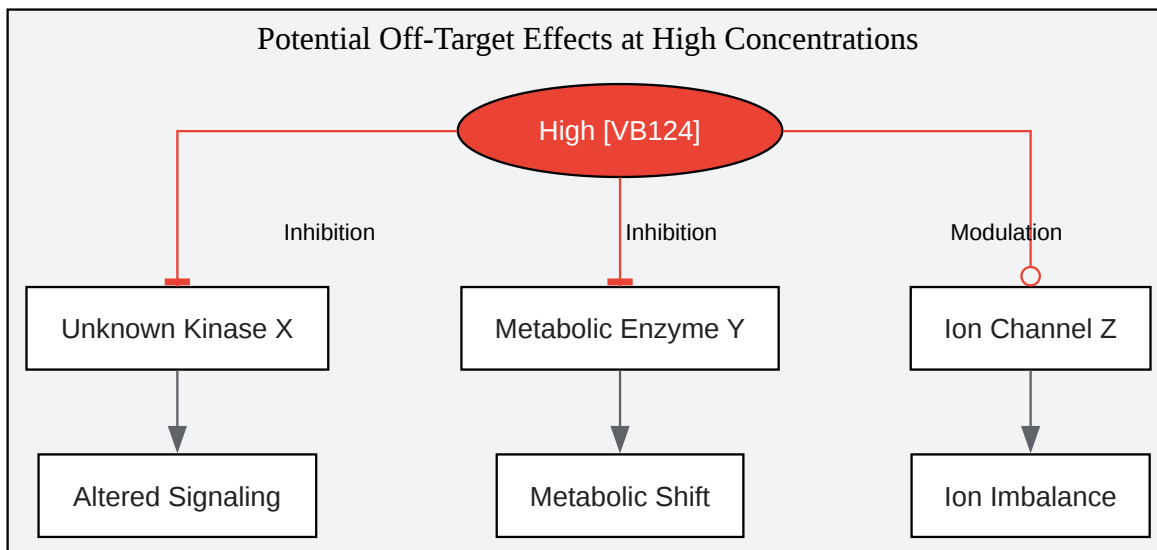 Potential Off-Target Effects at High Concentrations
High [VB124]
Inhibition
Inhibition
Modulation
Unknown Kinase X
Metabolic Enzyme Y
Ion Channel Z
Altered Signaling
Metabolic Shift
Ion Imbalance